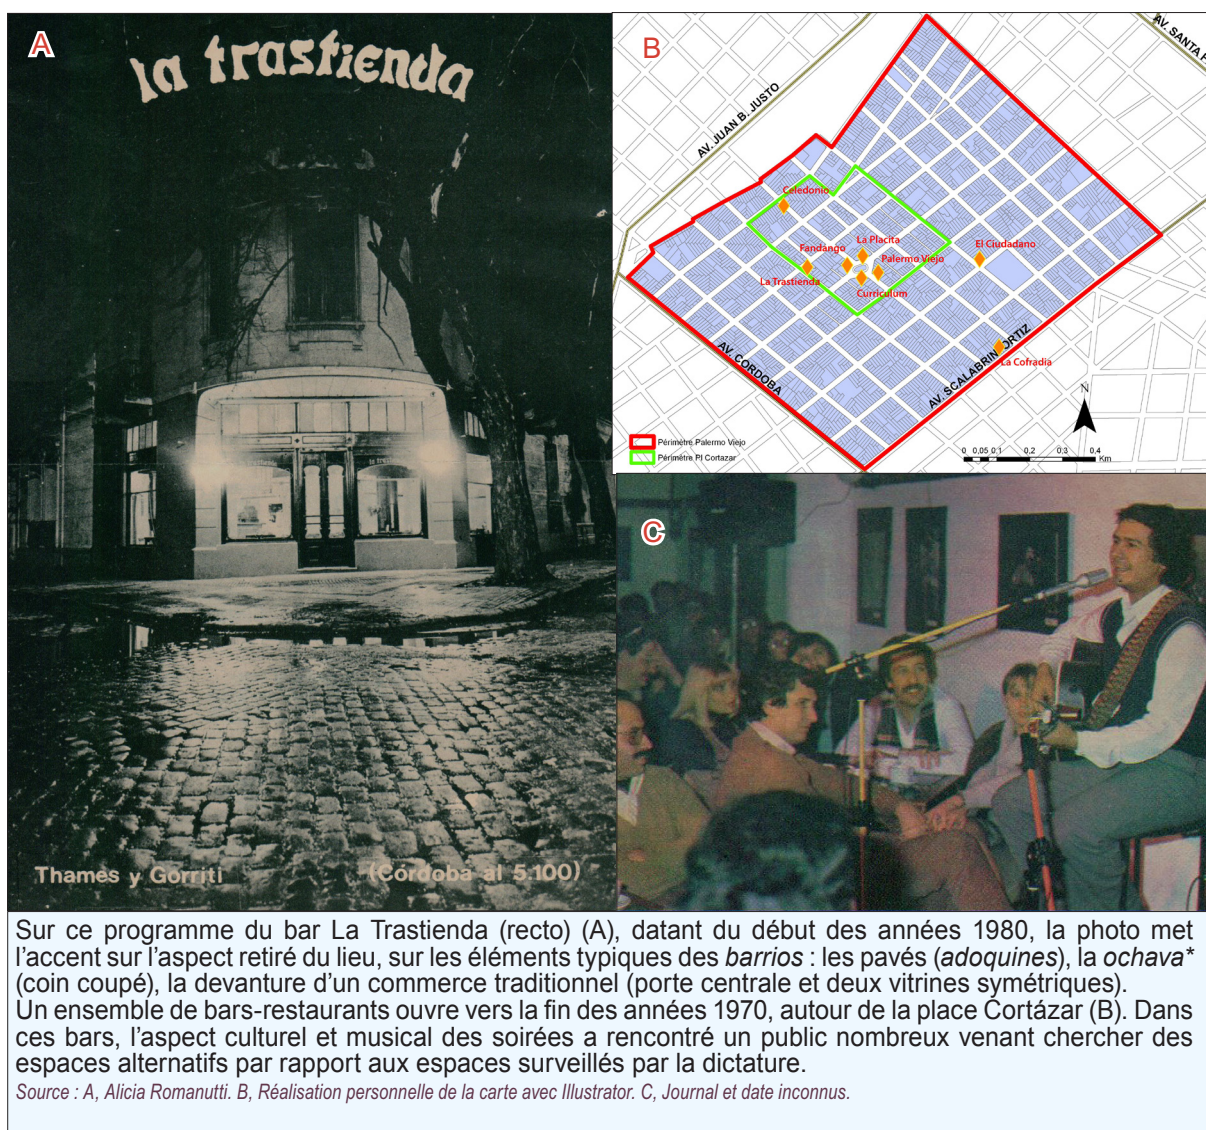 A
la trastienda
la trastienda
Thames y Gorriti
(Córdoba al 5.100)
B
AV. SANTA F
AV. JUAN B. JUSTO
Celedonio
La Placita
El Ciudadano
Fandango
Palermo Viejo
La Trastienda
Curriculum
AV. CORDOBA
AV. SCALABRINI ORTIZ
La Cofradia
N
Périmètre Palermo Viejo
Périmètre Pl Cortazar
0 0,05 0,1 0,2 0,3 0,4
Km
C
Sur ce programme du bar La Trastienda (recto) (A), datant du début des années 1980, la photo met
l’accent sur l’aspect retiré du lieu, sur les éléments typiques des barrios : les pavés (adoquines), la ochava*
(coin coupé), la devanture d’un commerce traditionnel (porte centrale et deux vitrines symétriques).
Un ensemble de bars-restaurants ouvre vers la fin des années 1970, autour de la place Cortázar (B). Dans
ces bars, l’aspect culturel et musical des soirées a rencontré un public nombreux venant chercher des
espaces alternatifs par rapport aux espaces surveillés par la dictature.
Source : A, Alicia Romanutti. B, Réalisation personnelle de la carte avec Illustrator. C, Journal et date inconnus.